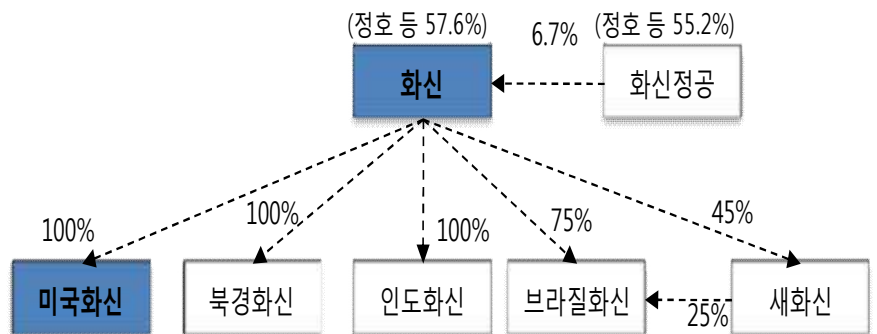 (정호 등 57.6%)
6.7%
(정호 등 55.2%)
화신
화신정공
100%
100%
100%
75%
45%
미국화신
북경화신
인도화신
브라질화신
25%
새화신